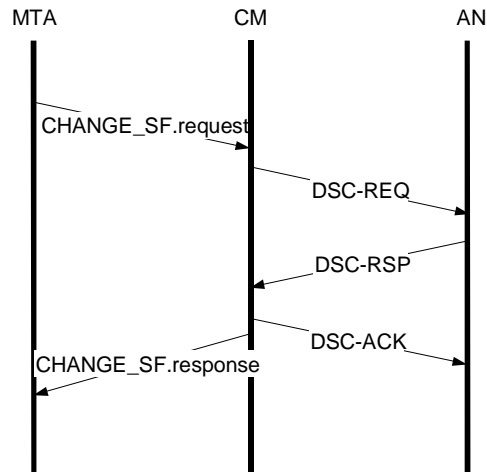 MTA CM AN
CHANGE_SF.request
DSC-REQ
DSC-RSP
DSC-ACK
CHANGE_SF.response